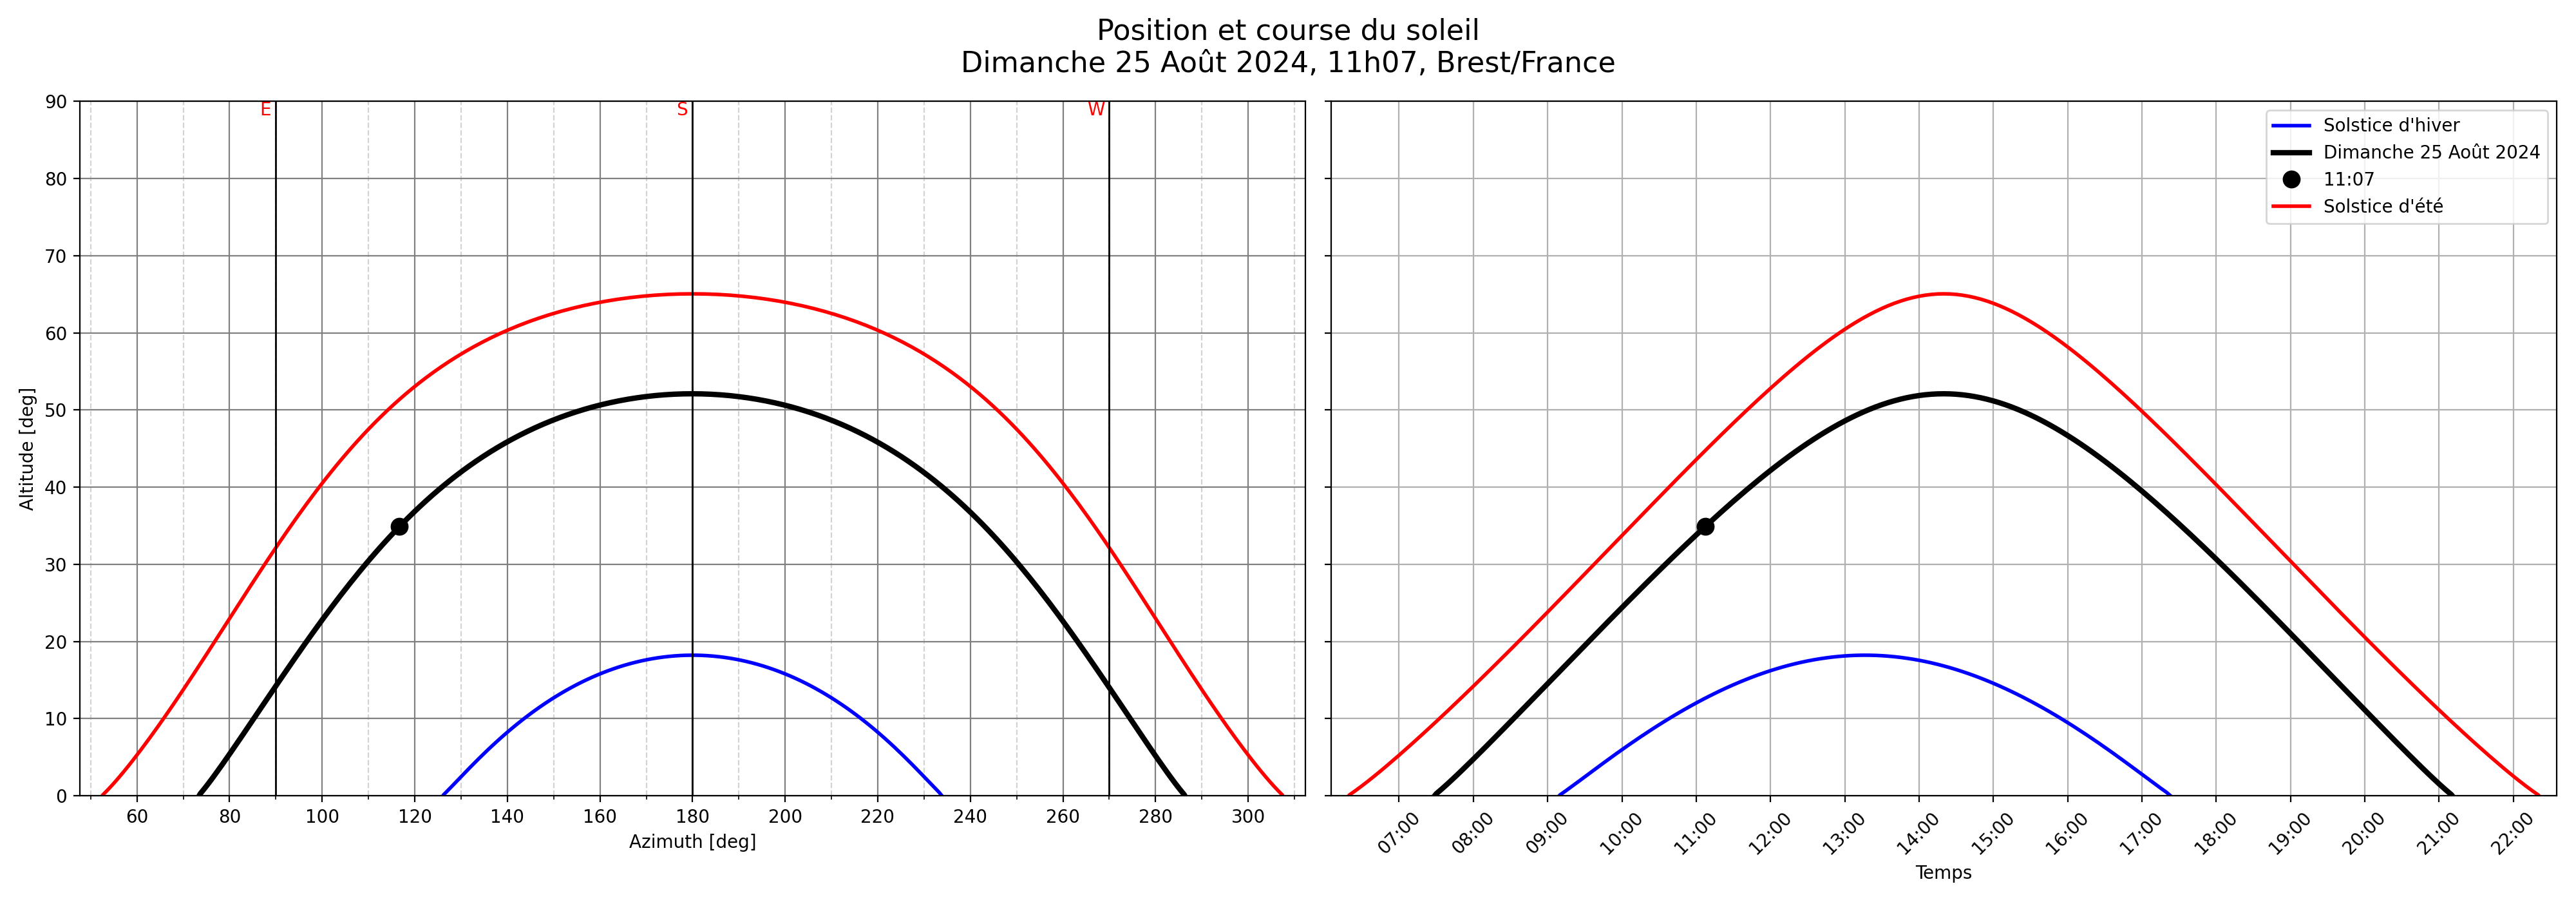 Position et course du soleil
Dimanche 25 Août 2024, 11h07, Brest/France
E
S
W
90
80
70
60
50
40
30
20
10
0
Altitude [deg]
60 80 100 120 140 160 180 200 220 240 260 280 300
Azimuth [deg]
Solstice d'hiver
Dimanche 25 Août 2024
11:07
Solstice d'été
07:00 08:00 09:00 10:00 11:00 12:00 13:00 14:00 15:00 16:00 17:00 18:00 19:00 20:00 21:00 22:00
Temps